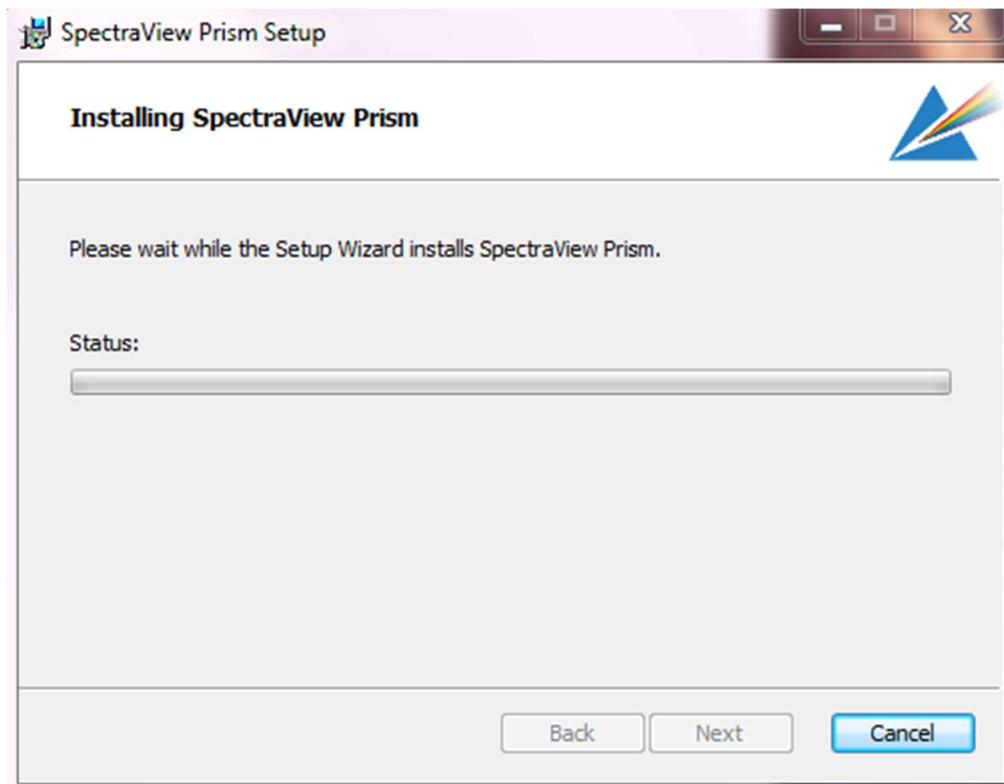 SpectraView Prism Setup
Installing SpectraView Prism
Please wait while the Setup Wizard installs SpectraView Prism.
Status:
Back Next Cancel